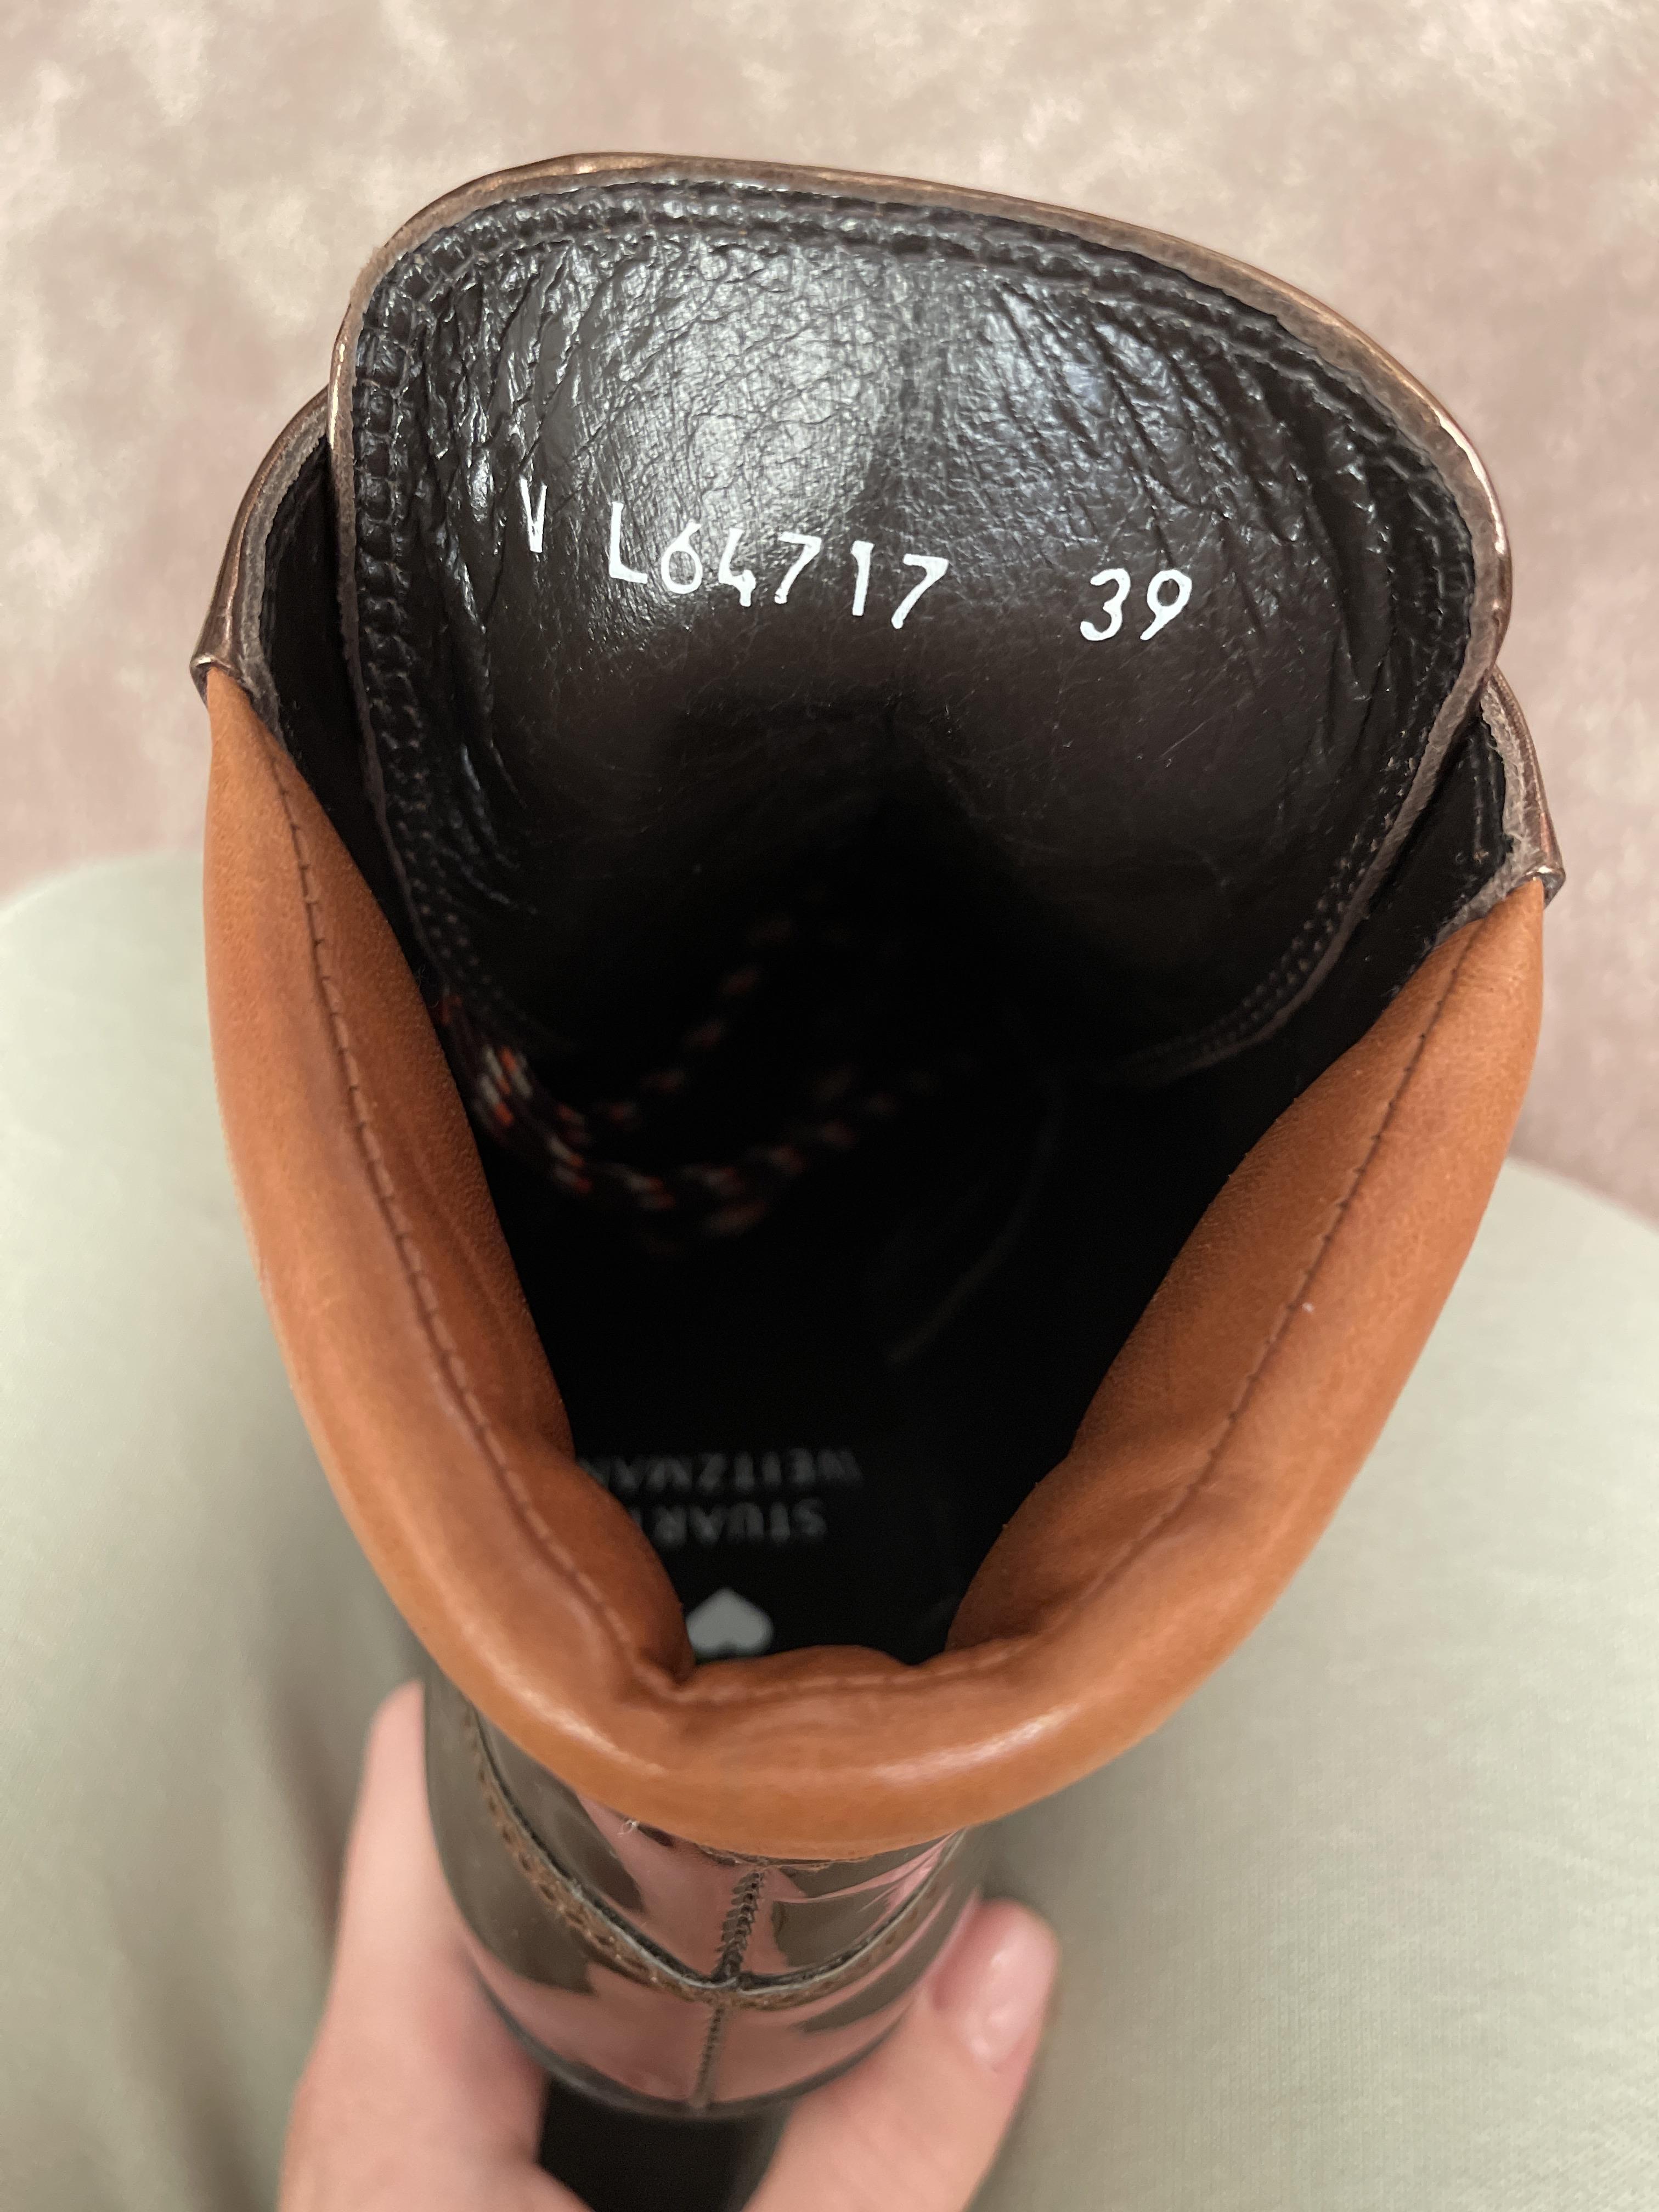 V L64717 39
STUART
WEITZMAN